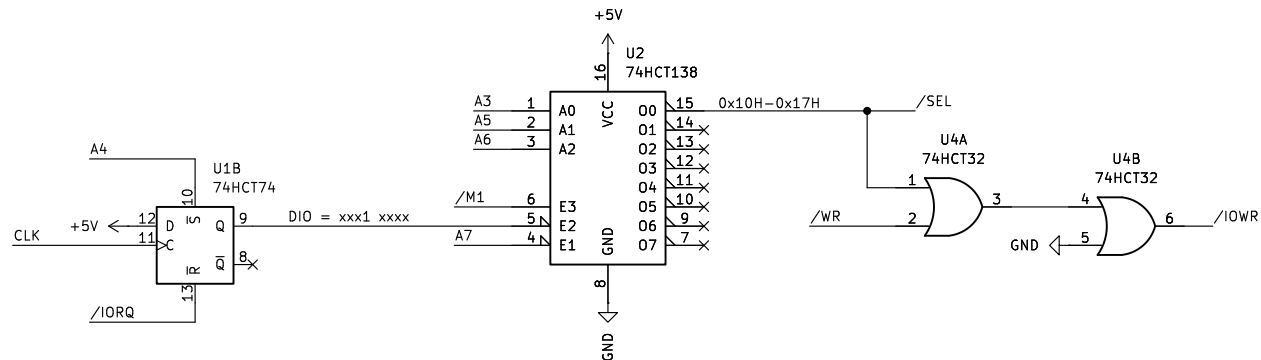 +5V
U2
74HCT138
16
VCC
A3
1
A0
A5
2
A1
A6
3
A2
/M1
6
E3
5
E2
A7
4
E1
GND
8
GND
O0
15
0x10H-0x17H
/SEL
O1
14
O2
13
O3
12
O4
11
O5
10
O6
9
O7
7
A4
U1B
74HCT74
10
S
+5V
12
D
Q
9
DIO = xxx1 xxxx
CLK
11
C
Q
8
R
13
/IORQ
U4A
74HCT32
1
3
/WR
2
U4B
74HCT32
4
6
/IOWR
GND
5